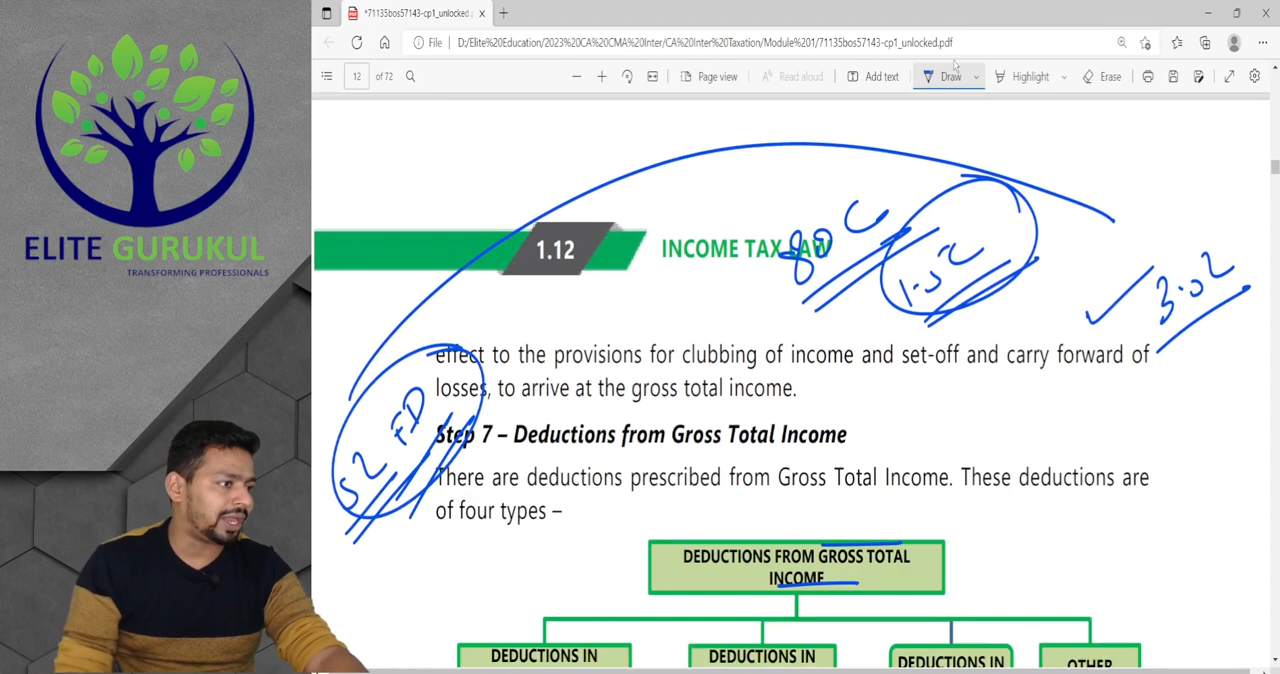 *71135bos57143-cp1_unlocked.pdf
File D:/Elite%20Education/2023%20CA%20CMA%20Inter/CA%20Inter%20Taxation/Module%201/71135bos57143-cp1_unlocked.pdf
12 of 72 Page view Read aloud Add text Draw Highlight Erase
ELITE GURUKUL
TRANSFORMING PROFESSIONALS
1.12 INCOME TAX LAW
80C
1.52
3.02
effect to the provisions for clubbing of income and set-off and carry forward of
losses, to arrive at the gross total income.
52 FD
Step 7 – Deductions from Gross Total Income
There are deductions prescribed from Gross Total Income. These deductions are
of four types –
DEDUCTIONS FROM GROSS TOTAL
INCOME
DEDUCTIONS IN DEDUCTIONS IN DEDUCTIONS IN OTHER